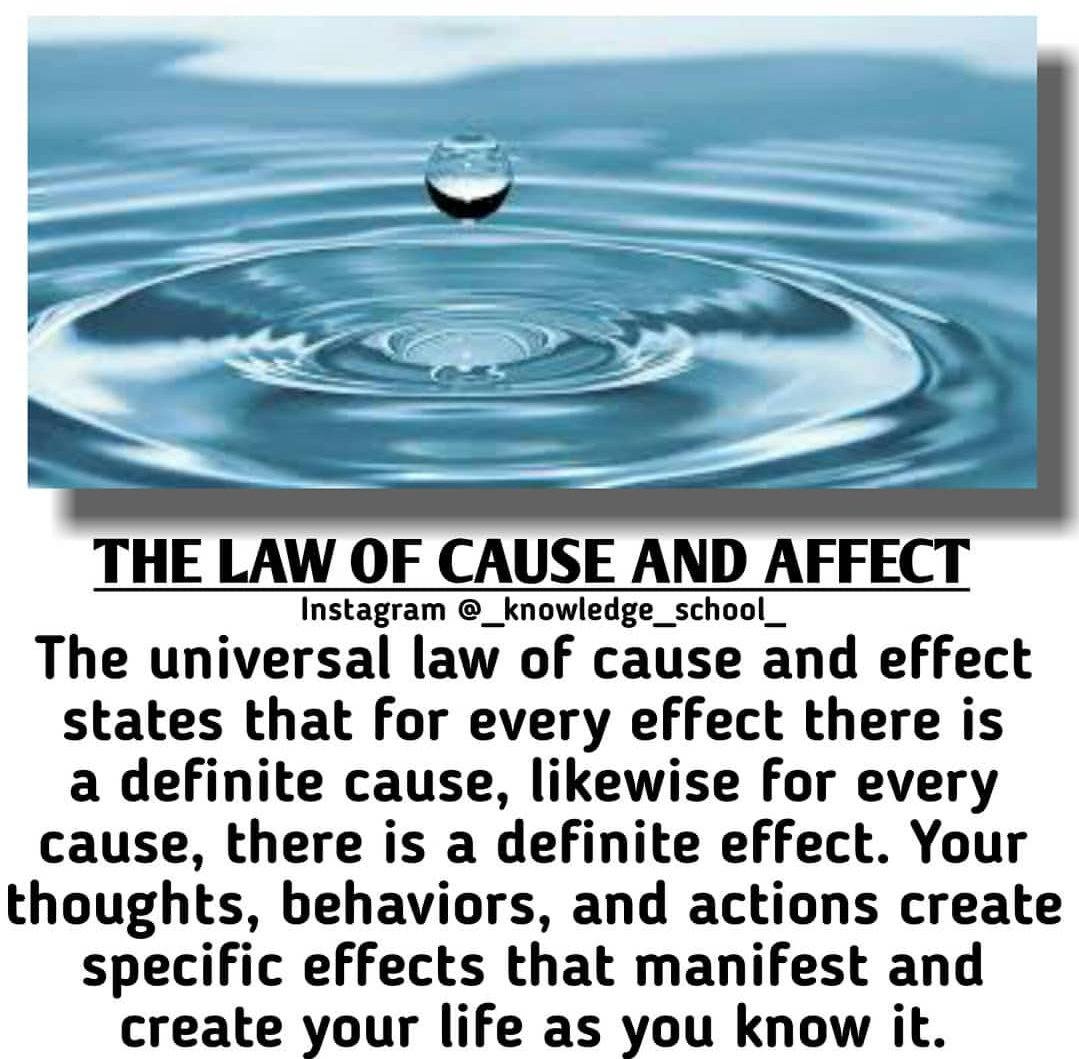 THE LAW OF CAUSE AND AFFECT
Instagram @_knowledge_school_
The universal law of cause and effect
states that for every effect there is
a definite cause, likewise for every
cause, there is a definite effect. Your
thoughts, behaviors, and actions create
specific effects that manifest and
create your life as you know it.